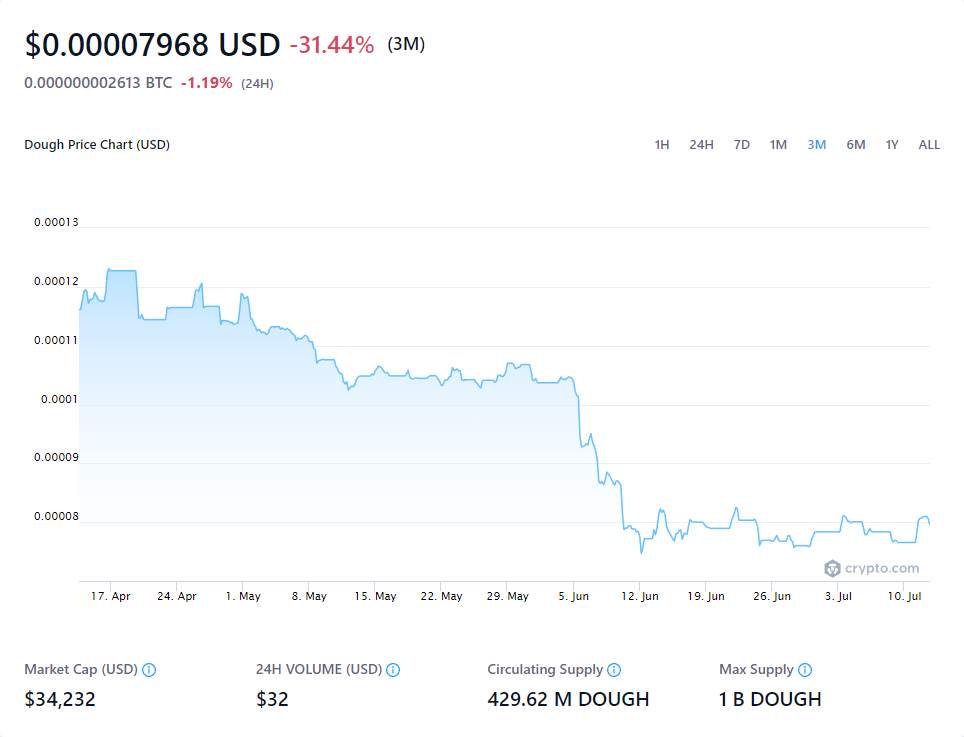 $0.00007968 USD -31.44% (3M)
0.000000002613 BTC -1.19% (24H)
Dough Price Chart (USD) 1H 24H 7D 1M 3M 6M 1Y ALL
0.00013
0.00012
0.00011
0.0001
0.00009
0.00008
crypto.com
17. Apr 24. Apr 1. May 8. May 15. May 22. May 29. May 5. Jun 12. Jun 19. Jun 26. Jun 3. Jul 10. Jul
Market Cap (USD) 24H VOLUME (USD) Circulating Supply Max Supply
$34,232 $32 429.62 M DOUGH 1 B DOUGH